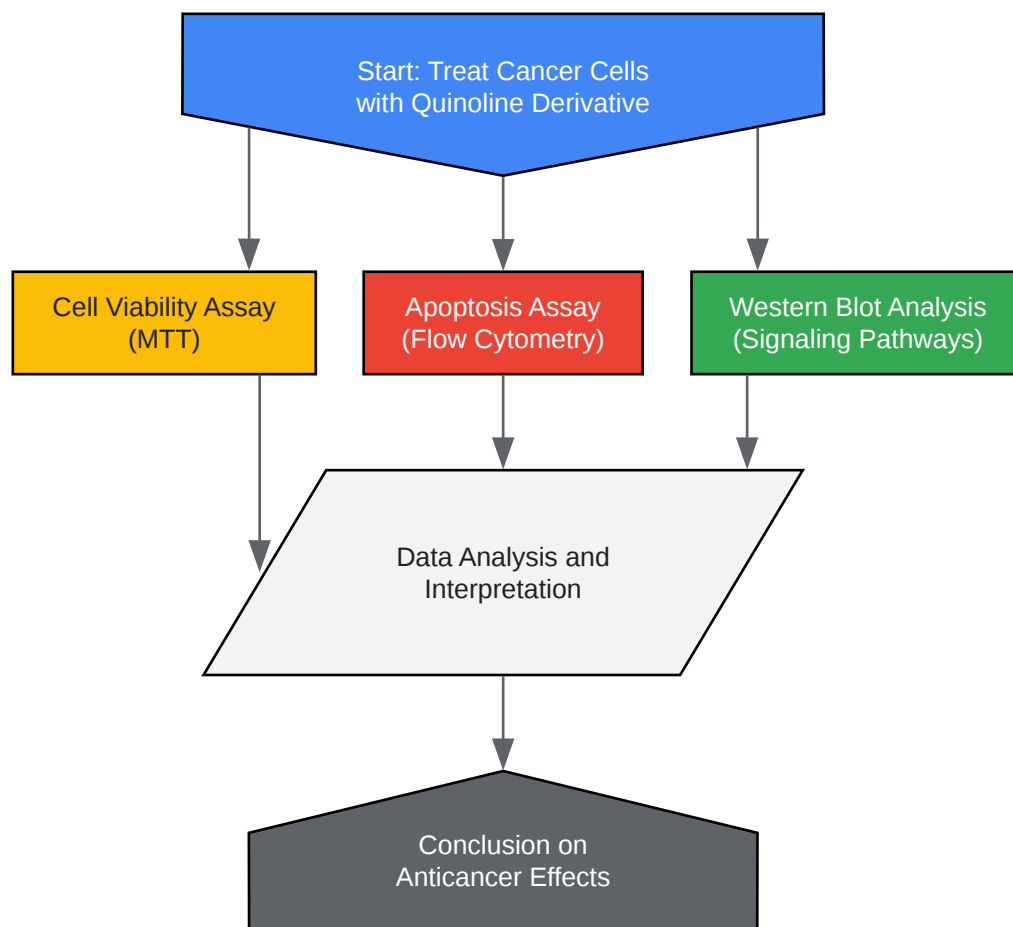 Start: Treat Cancer Cells
with Quinoline Derivative
Cell Viability Assay
(MTT)
Apoptosis Assay
(Flow Cytometry)
Western Blot Analysis
(Signaling Pathways)
Data Analysis and
Interpretation
Conclusion on
Anticancer Effects